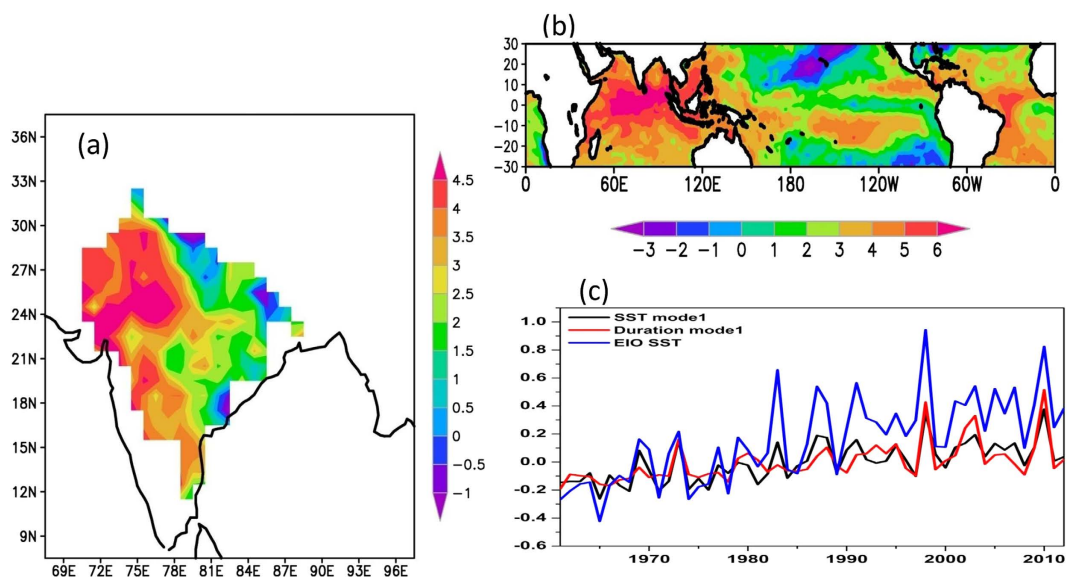 (a)
37N
33N
30N
27N
24N
21N
18N
15N
12N
9N
69E 72E 75E 78E 81E 84E 87E 90E 93E 96E
4.5
4
3.5
3
2.5
2
1.5
1
0.5
0
−0.5
−1
(b)
30
20
10
0
−10
−20
−30
0 60E 120E 180 120W 60W 0
−3 −2 −1 0 1 2 3 4 5 6
(c)
SST mode1
Duration mode1
EIO SST
1.0
0.8
0.6
0.4
0.2
0.0
-0.2
-0.4
-0.6
1970 1980 1990 2000 2010